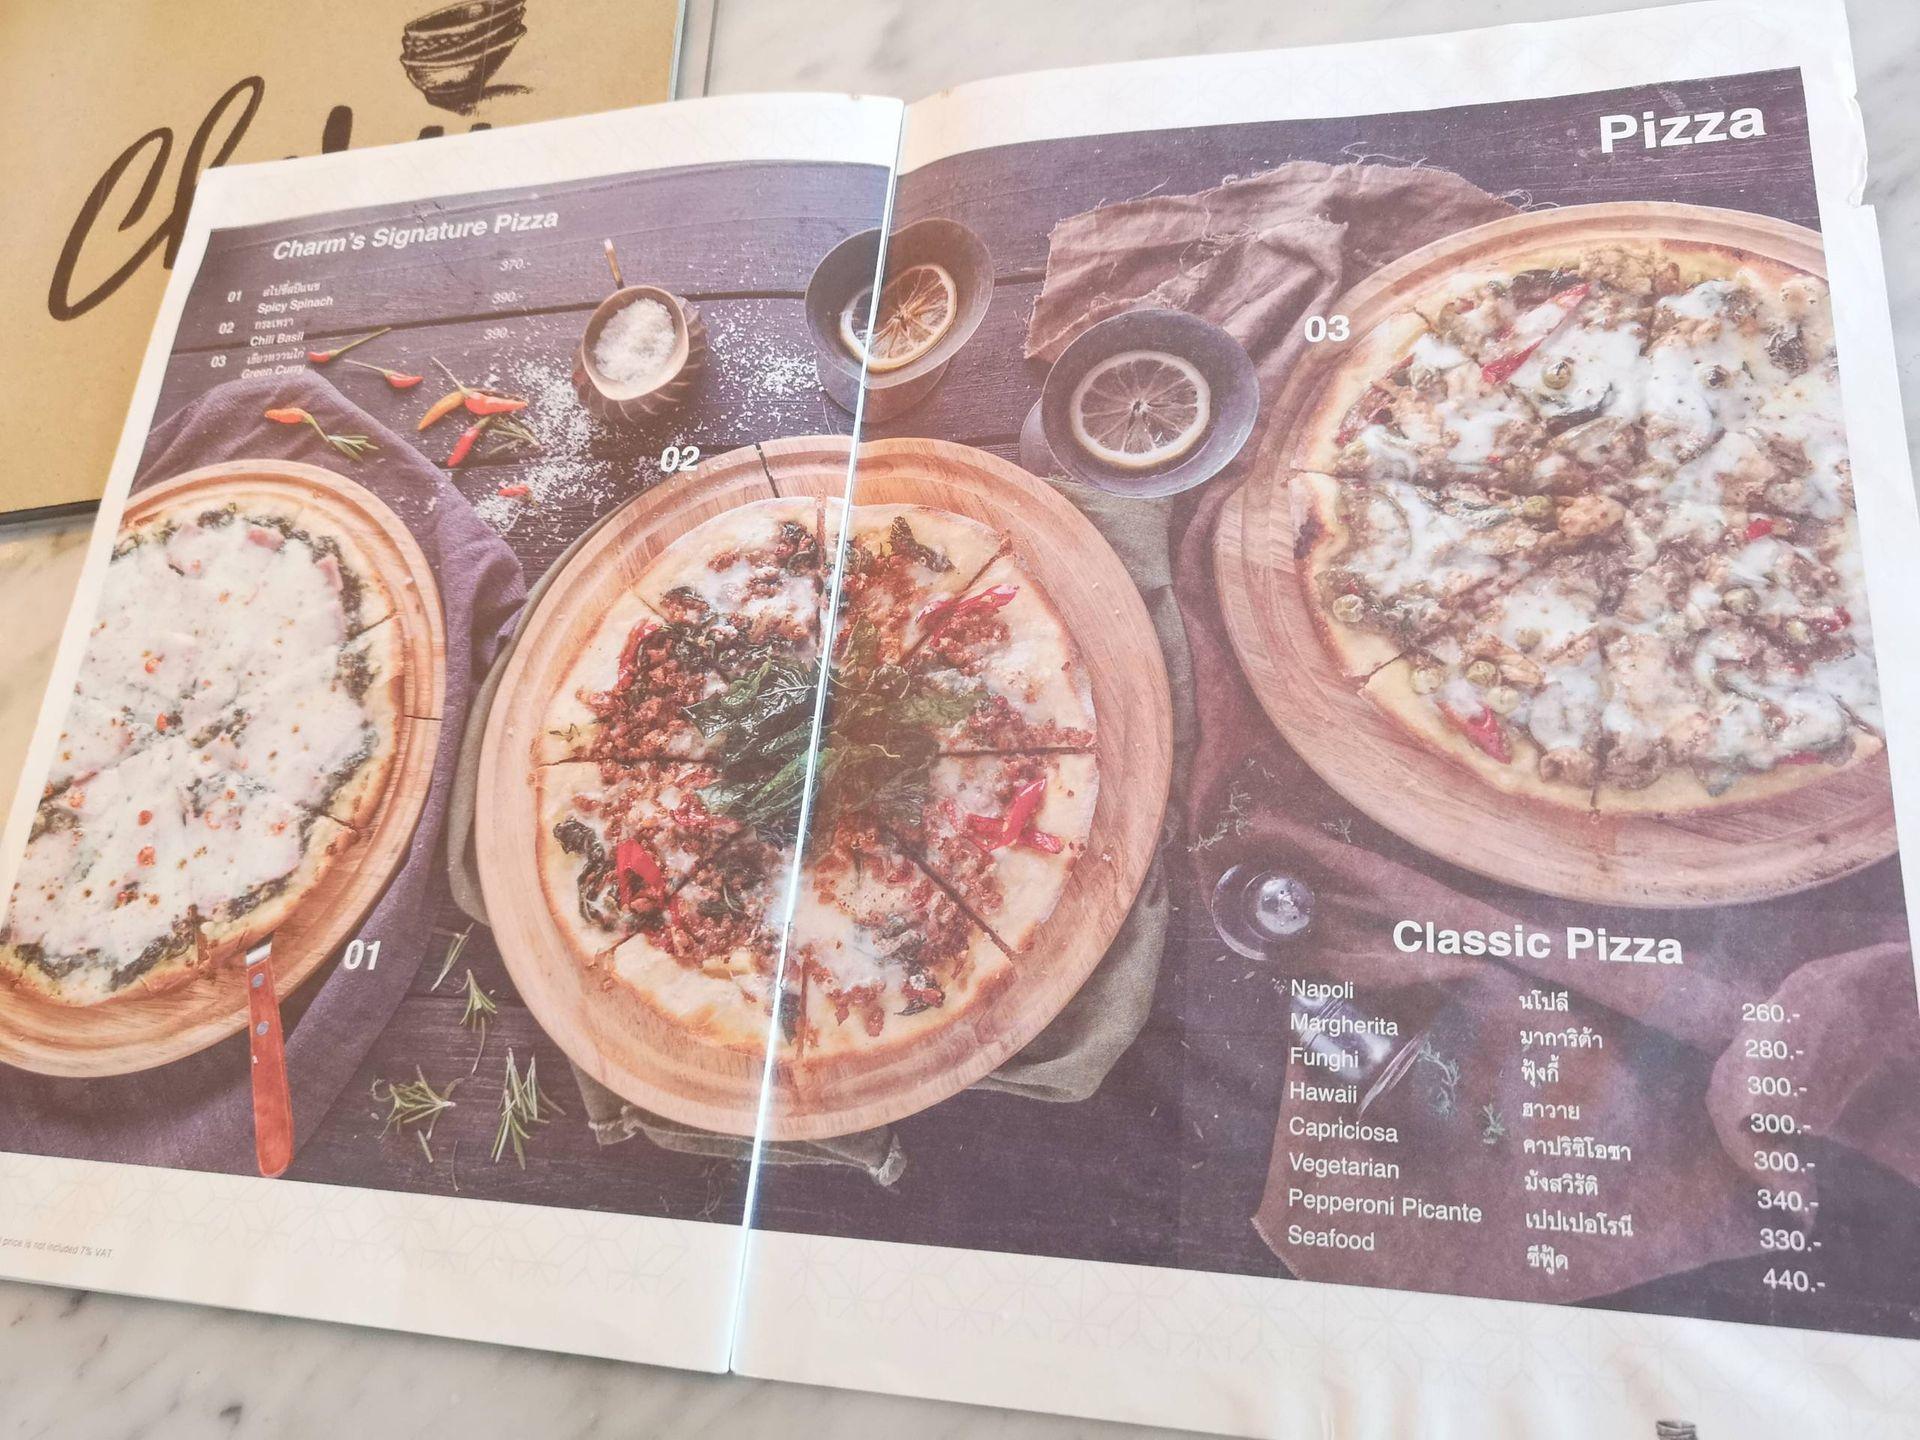 Charm's Signature Pizza
01 สไปซี่สปีแนช 370.-
Spicy Spinach
02 กระเพรา 390.-
Chili Basil
03 เขียวหวานไก่ 390.-
Green Curry
Pizza
03
02
01
Classic Pizza
Napoli นโปลี 260.-
Margherita มาการิต้า 280.-
Funghi ฟุ้งกี้ 300.-
Hawaii ฮาวาย 300.-
Capriciosa คาปริชิโอซา 300.-
Vegetarian มังสวิรัติ 340.-
Pepperoni Picante เปปเปอโรนี 330.-
Seafood ซีฟู้ด 440.-
price is not included 7% VAT